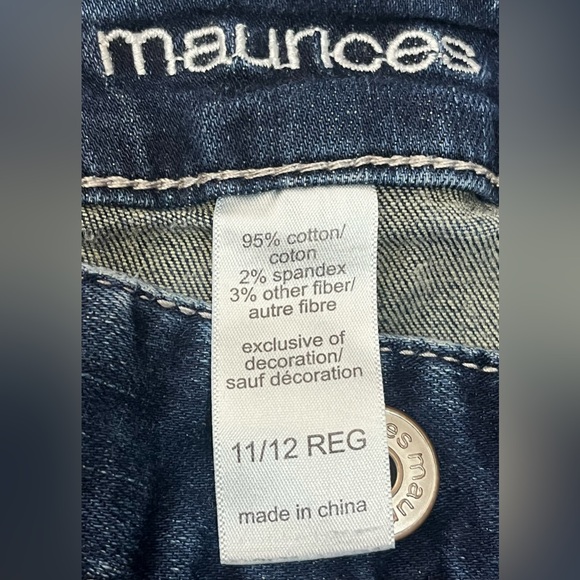 maurices
95% cotton/
coton
2% spandex
3% other fiber/
autre fibre
exclusive of
decoration/
sauf décoration
11/12 REG
made in china